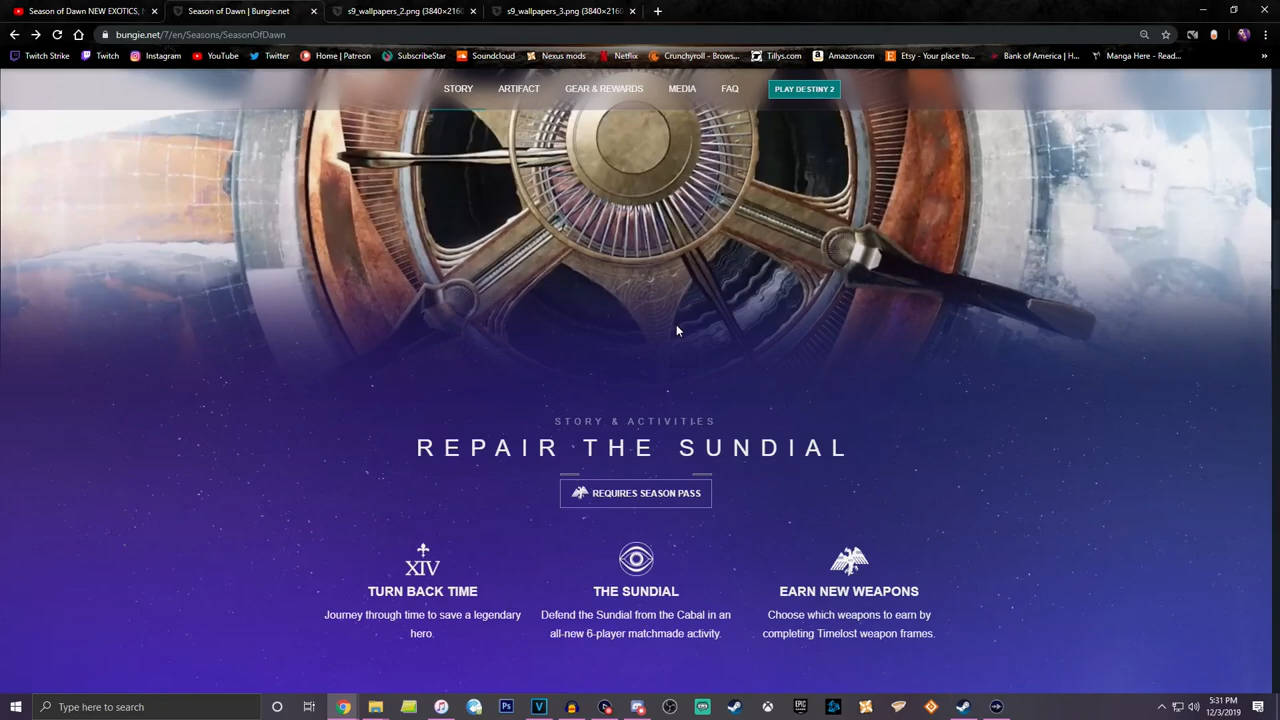 Season of Dawn NEW EXOTICS,
Season of Dawn | Bungie.net
s9_wallpapers_2.png (3840×2160
s9_wallpapers_3.png (3840×2160
bungie.net/7/en/Seasons/SeasonOfDawn
Twitch Strike
Twitch
Instagram
YouTube
Twitter
Home | Patreon
SubscribeStar
Soundcloud
Nexus mods
Netflix
Crunchyroll - Brows...
Tillys.com
Amazon.com
Etsy - Your place to...
Bank of America | H...
Manga Here - Read...
»
STORY
ARTIFACT
GEAR & REWARDS
MEDIA
FAQ
PLAY DESTINY 2
STORY & ACTIVITIES
REPAIR THE SUNDIAL
REQUIRES SEASON PASS
XIV
TURN BACK TIME
Journey through time to save a legendary
hero.
THE SUNDIAL
Defend the Sundial from the Cabal in an
all-new 6-player matchmade activity.
EARN NEW WEAPONS
Choose which weapons to earn by
completing Timelost weapon frames.
Type here to search
Ps
V
EPIC
GAMES
5:31 PM
12/3/2019